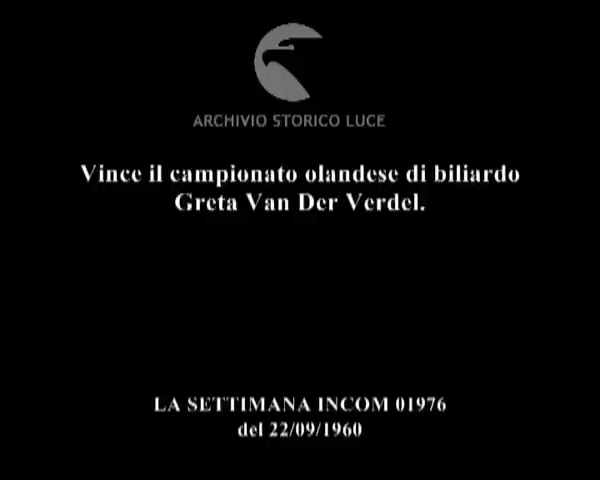 ARCHIVIO STORICO LUCE
Vince il campionato olandese di biliardo
Greta Van Der Verdel.
LA SETTIMANA INCOM 01976
del 22/09/1960